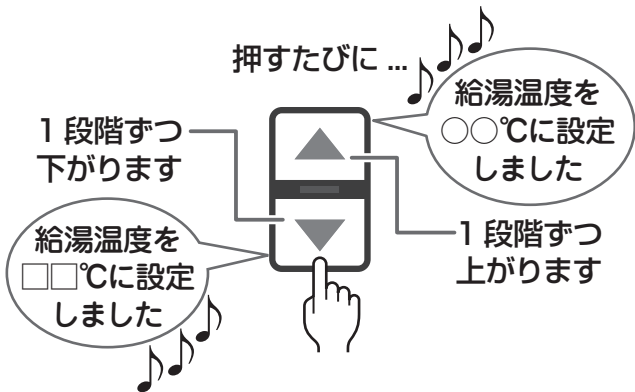 押すたびに ...
給湯温度を
○○℃に設定
しました
1 段階ずつ
下がります
給湯温度を
□□℃に設定
しました
1 段階ずつ
上がります